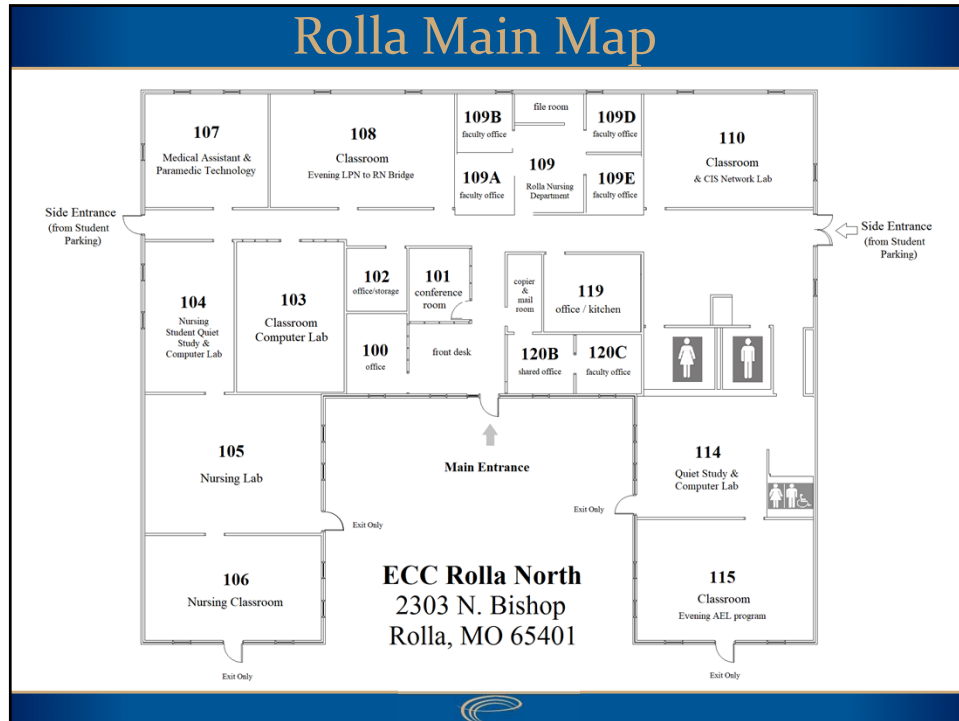 Rolla Main Map
107
Medical Assistant &
Paramedic Technology
108
Classroom
Evening LPN to RN Bridge
109B
faculty office
file room
109D
faculty office
110
Classroom
& CIS Network Lab
109A
faculty office
109
Rolla Nursing
Department
109E
faculty office
Side Entrance
(from Student
Parking)
Side Entrance
(from Student
Parking)
104
Nursing
Student Quiet
Study &
Computer Lab
103
Classroom
Computer Lab
102
office/storage
101
conference
room
copier
&
mail
room
119
office / kitchen
100
office
front desk
120B
shared office
120C
faculty office
105
Nursing Lab
Main Entrance
114
Quiet Study &
Computer Lab
Exit Only
Exit Only
106
Nursing Classroom
ECC Rolla North
2303 N. Bishop
Rolla, MO 65401
115
Classroom
Evening AEL program
Exit Only
Exit Only